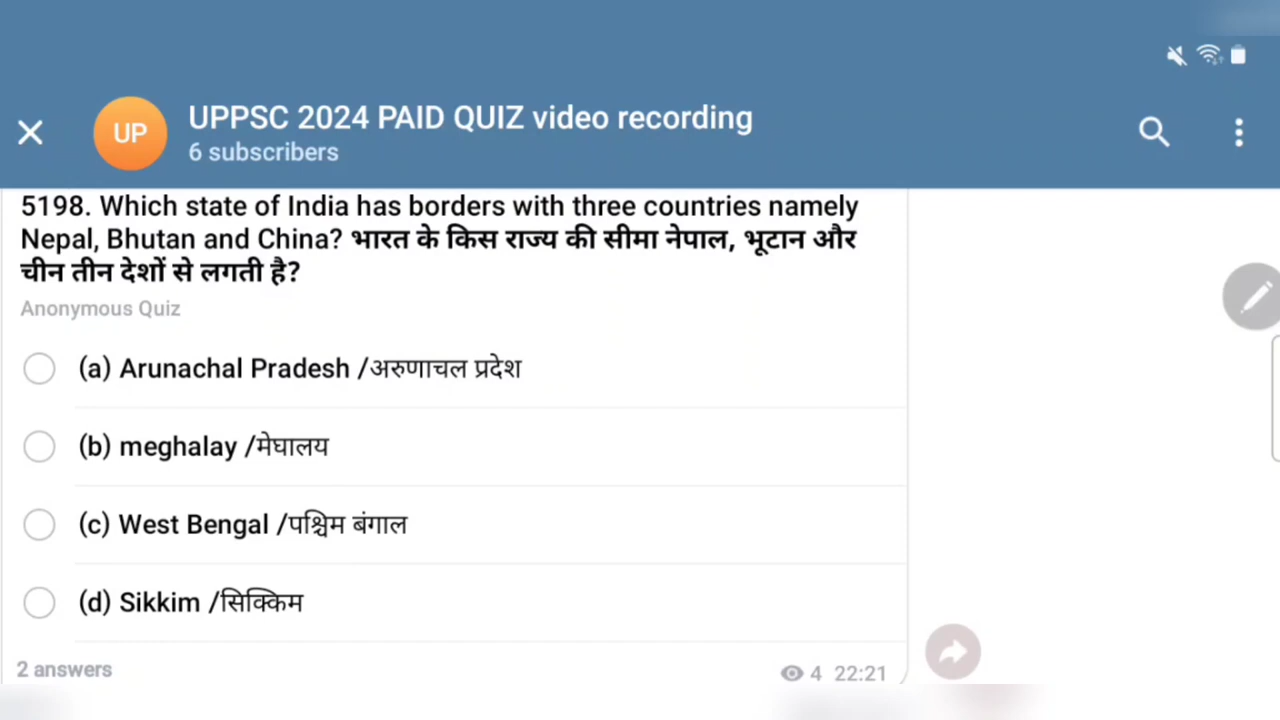 UP
UPPSC 2024 PAID QUIZ video recording
6 subscribers
5198. Which state of India has borders with three countries namely
Nepal, Bhutan and China? भारत के किस राज्य की सीमा नेपाल, भूटान और
चीन तीन देशों से लगती है?
Anonymous Quiz
(a) Arunachal Pradesh /अरुणाचल प्रदेश
(b) meghalay /मेघालय
(c) West Bengal /पश्चिम बंगाल
(d) Sikkim /सिक्किम
2 answers
4 22:21